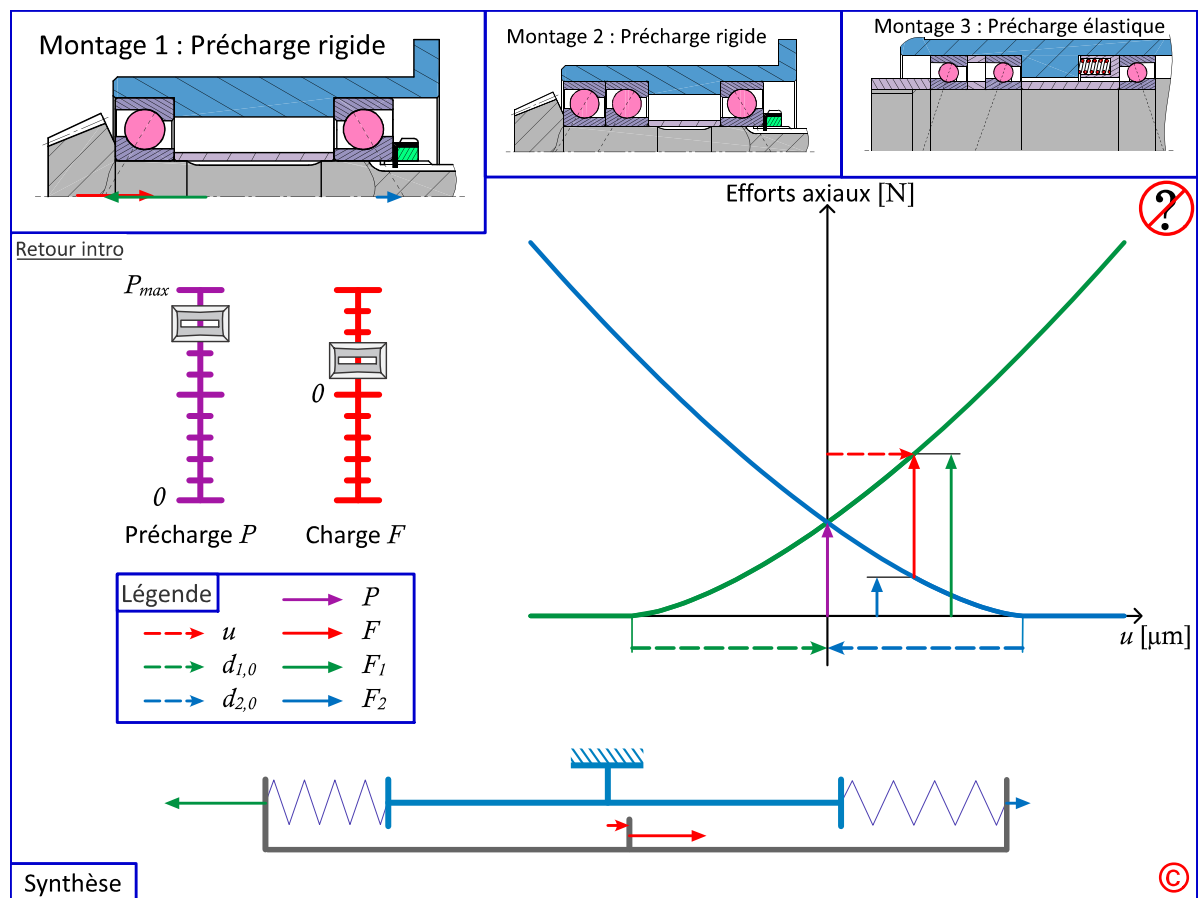 Montage 1 : Précharge rigide
Montage 2 : Précharge rigide
Montage 3 : Précharge élastique
Efforts axiaux [N]
?
Retour intro
Pmax
0
0
Précharge P
Charge F
Légende
P
u
F
d1,0
F1
d2,0
F2
u [µm]
Synthèse
©